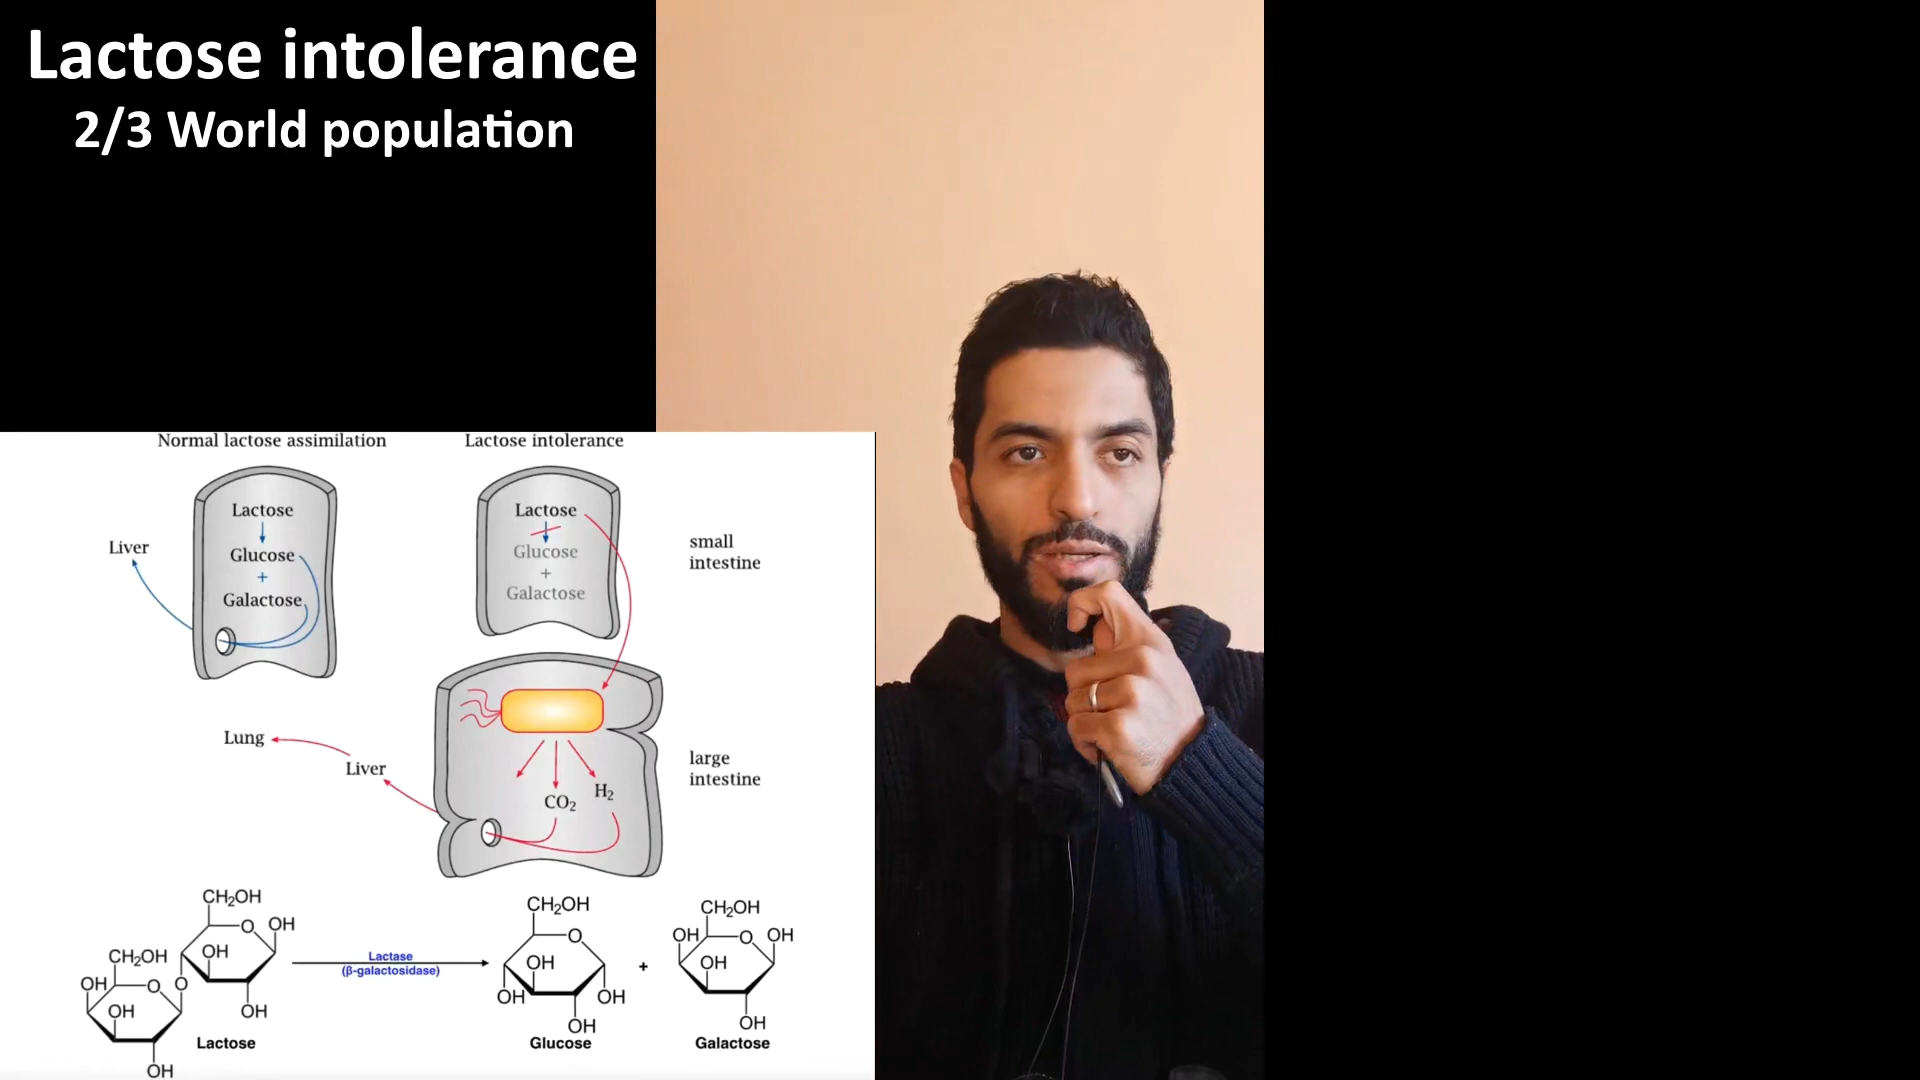 Lactose intolerance
2/3 World population
Normal lactose assimilation
Lactose
Glucose
+
Galactose
Liver
Lactose intolerance
Lactose
Glucose
+
Galactose
small
intestine
CO₂
H₂
large
intestine
Lung
Liver
CH₂OH
O
OH
OH
OH
CH₂OH
OH
O
O
OH
OH
Lactose
Lactase
(β-galactosidase)
CH₂OH
O
OH
OH
OH
OH
Glucose
+
CH₂OH
OH
O
OH
OH
OH
Galactose